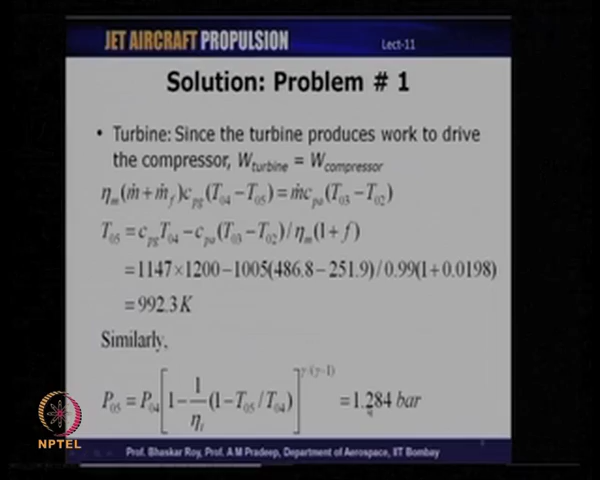 JET AIRCRAFT PROPULSION
Lect-11
Solution: Problem # 1
• Turbine: Since the turbine produces work to drive
the compressor, W_turbine = W_compressor
η_m(ṁ+ṁ_f)c_pg(T_04−T_05)=ṁc_pa(T_03−T_02)
T_05=c_pgT_04−c_pa(T_03−T_02)/η_m(1+f)
=1147×1200−1005(486.8−251.9)/0.99(1+0.0198)
=992.3K
Similarly,
P_05=P_04[1−1/η_t(1−T_05/T_04)]^γ/(γ−1)=1.284 bar
NPTEL
Prof. Bhaskar Roy, Prof. A M Pradeep, Department of Aerospace, IIT Bombay